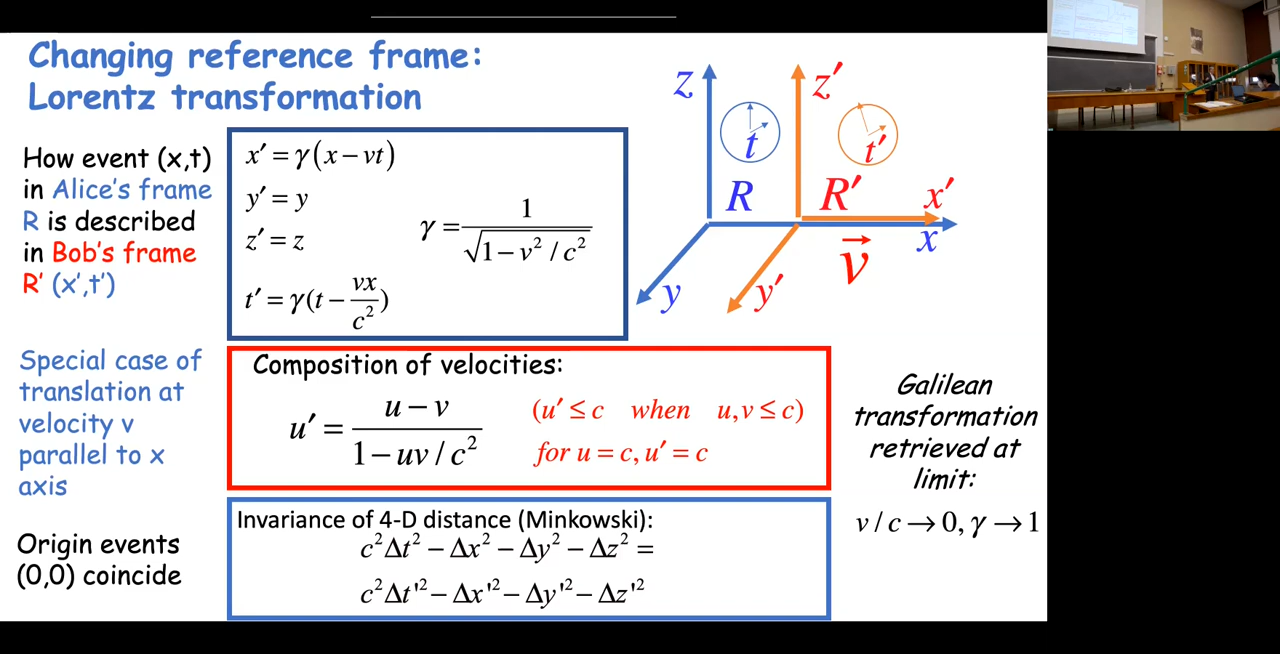 Changing reference frame:
Lorentz transformation
How event (x,t)
in Alice's frame
R is described
in Bob's frame
R' (x',t')
x′ = γ(x − vt)
y′ = y
z′ = z
t′ = γ(t − vx/c²)
γ = 1/√(1 − v² / c²)
z
z′
t
t′
R
R′
x′
x
v⃗
y
y′
Special case of
translation at
velocity v
parallel to x
axis
Composition of velocities:
u′ = (u − v)/(1 − uv / c²)
(u′ ≤ c when u,v ≤ c)
for u = c, u′ = c
Galilean
transformation
retrieved at
limit:
v / c → 0, γ → 1
Origin events
(0,0) coincide
Invariance of 4-D distance (Minkowski):
c²Δt² − Δx² − Δy² − Δz² =
c²Δt'² − Δx'² − Δy'² − Δz'²